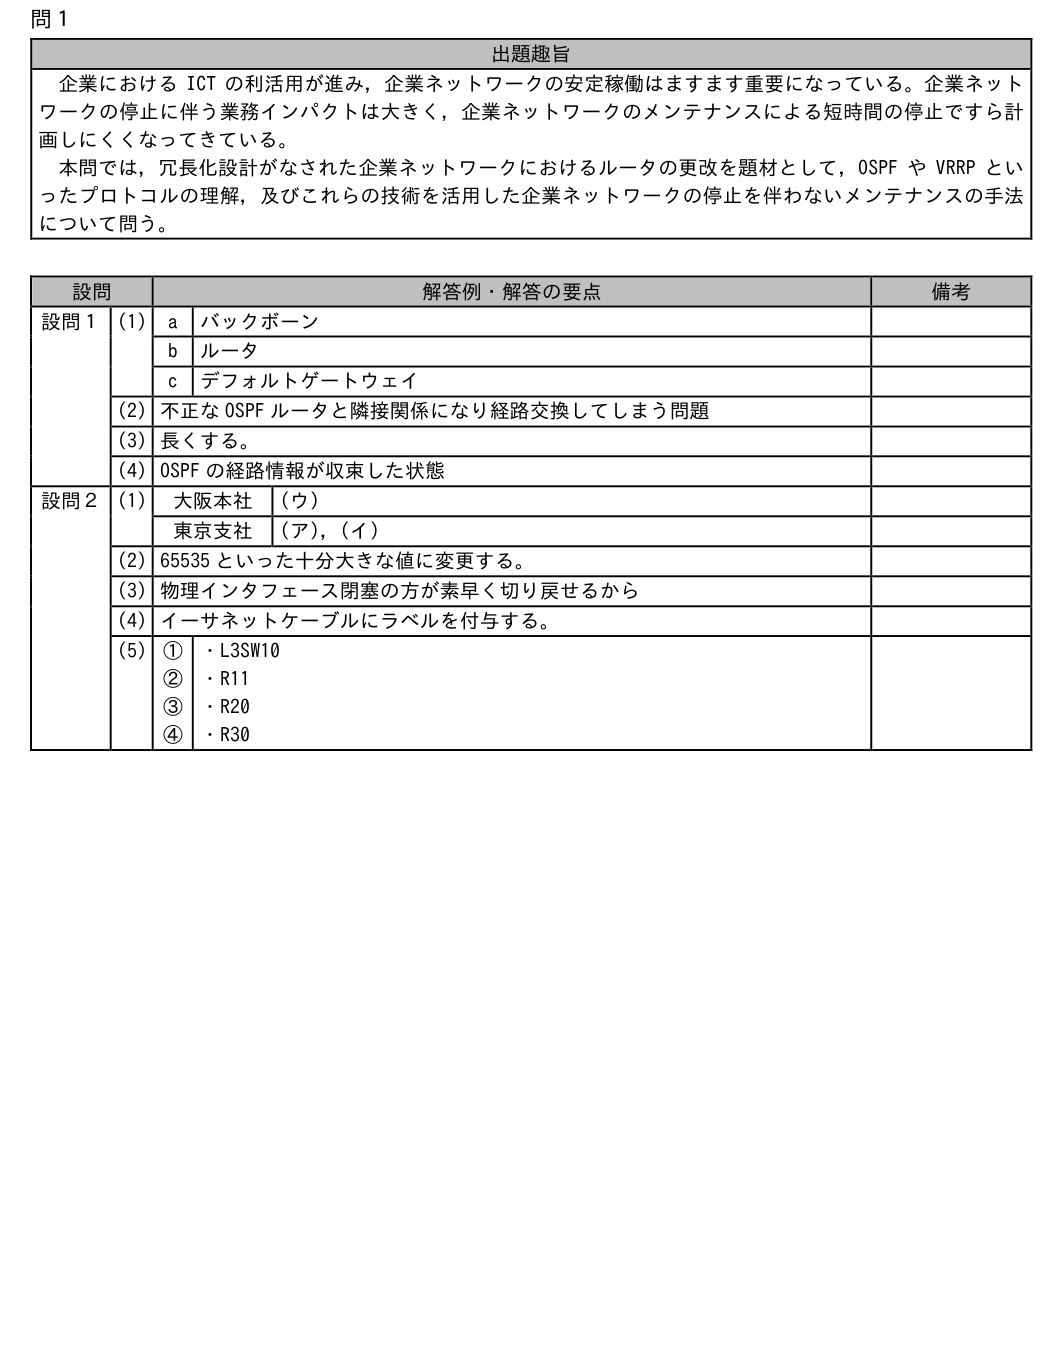 問1
出題趣旨
企業における ICT の利活用が進み，企業ネットワークの安定稼働はますます重要になっている。企業ネット
ワークの停止に伴う業務インパクトは大きく，企業ネットワークのメンテナンスによる短時間の停止ですら計
画しにくくなってきている。
本問では，冗長化設計がなされた企業ネットワークにおけるルータの更改を題材として，OSPF や VRRP とい
ったプロトコルの理解，及びこれらの技術を活用した企業ネットワークの停止を伴わないメンテナンスの手法
について問う。
設問 解答例・解答の要点 備考
設問1 (1) a バックボーン
b ルータ
c デフォルトゲートウェイ
(2) 不正な OSPF ルータと隣接関係になり経路交換してしまう問題
(3) 長くする。
(4) OSPF の経路情報が収束した状態
設問2 (1) 大阪本社 （ウ）
東京支社 （ア），（イ）
(2) 65535 といった十分大きな値に変更する。
(3) 物理インタフェース閉塞の方が素早く切り戻せるから
(4) イーサネットケーブルにラベルを付与する。
(5) ① ・L3SW10
② ・R11
③ ・R20
④ ・R30